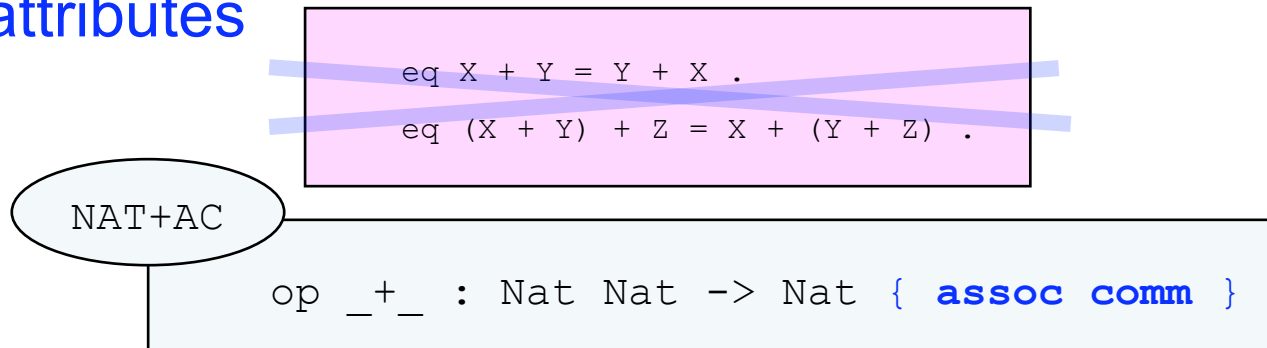 attributes
eq X + Y = Y + X .
eq (X + Y) + Z = X + (Y + Z) .
NAT+AC
op _+_ : Nat Nat -> Nat { assoc comm }